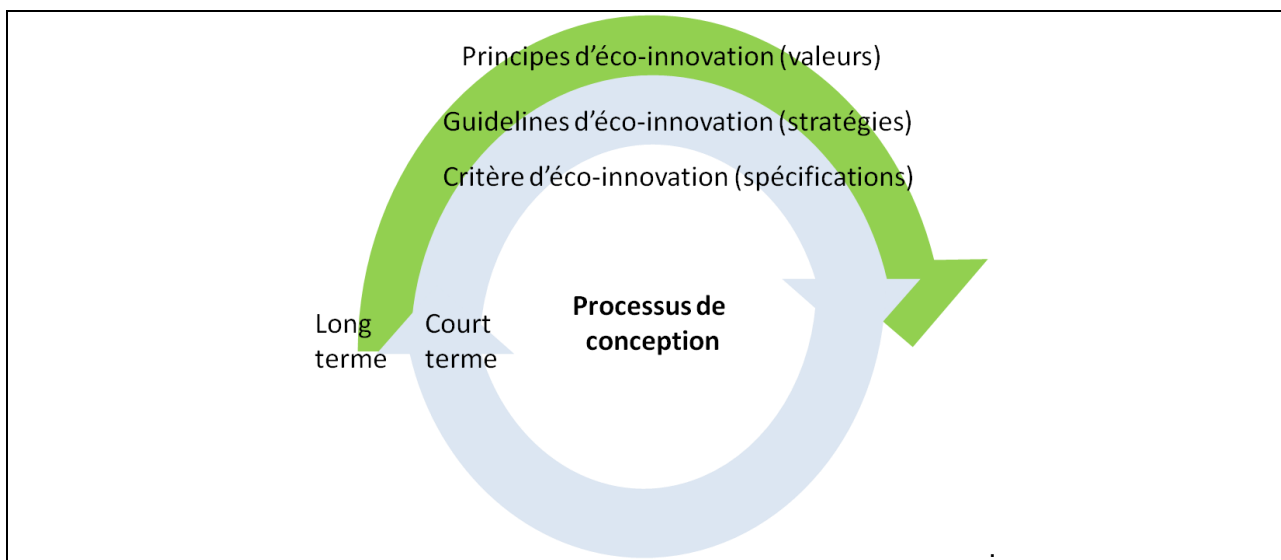 Principes d'éco-innovation (valeurs)
Guidelines d'éco-innovation (stratégies)
Critère d'éco-innovation (spécifications)
Processus de
conception
Long
terme
Court
terme
.